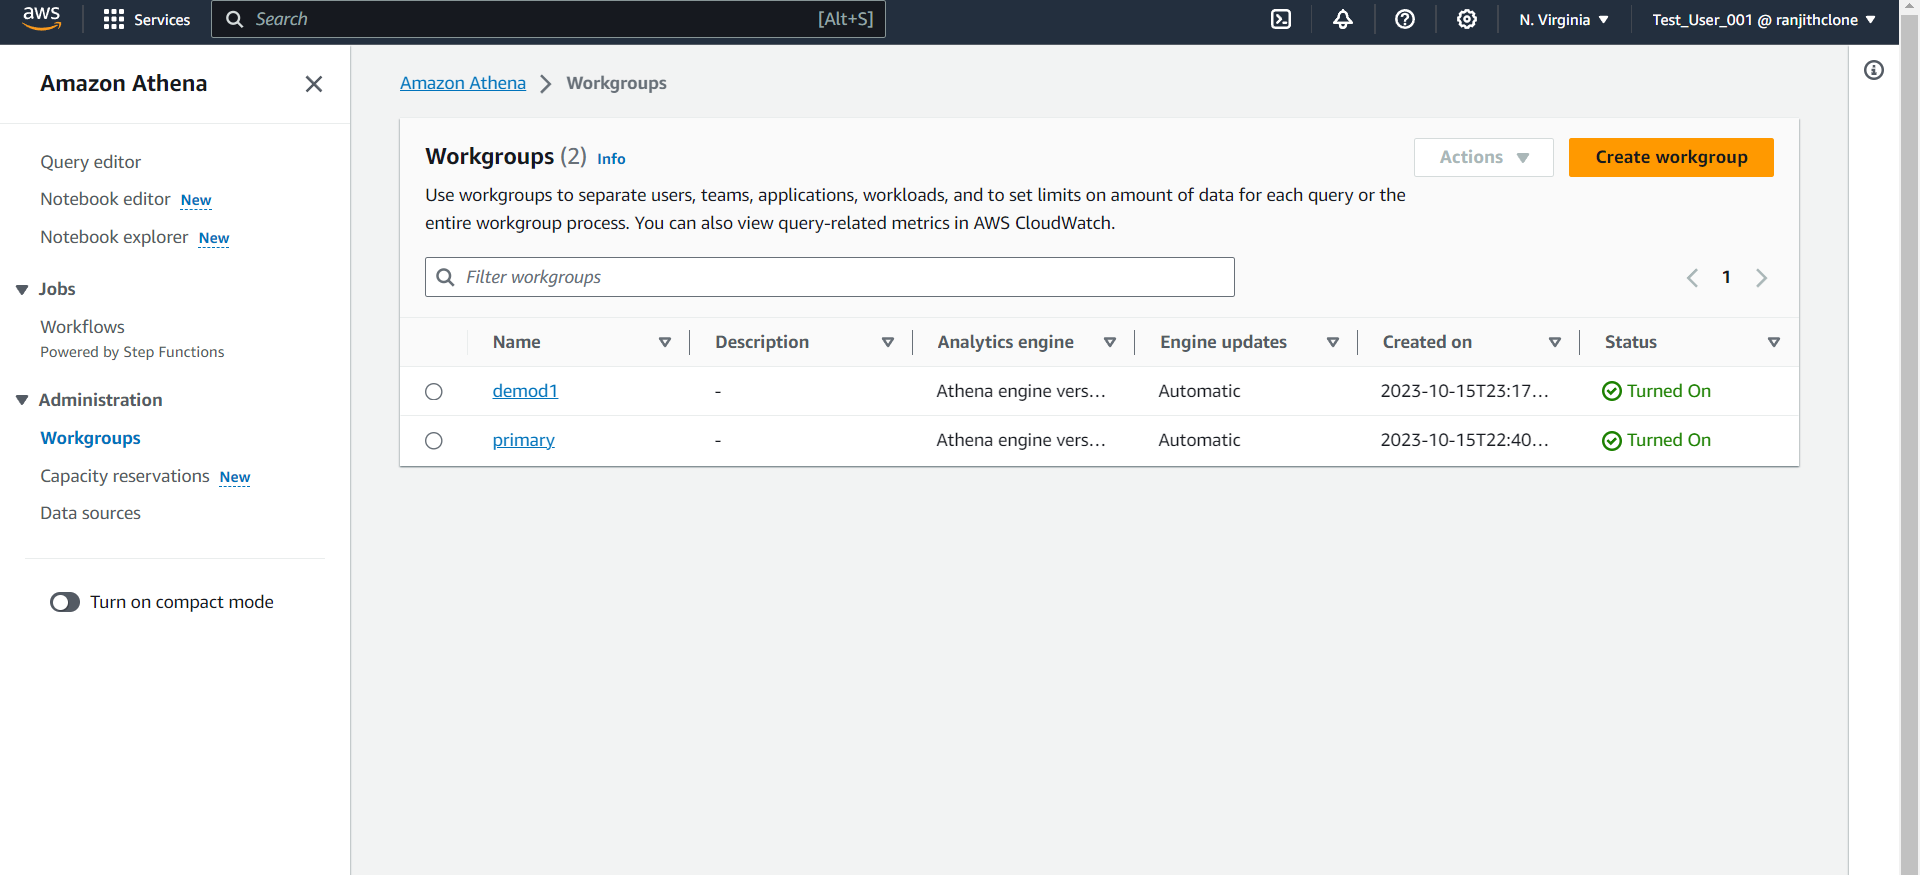 aws Services Search [Alt+S] N. Virginia Test_User_001 @ ranjithclone
Amazon Athena
Query editor
Notebook editor New
Notebook explorer New
Jobs
Workflows
Powered by Step Functions
Administration
Workgroups
Capacity reservations New
Data sources
Turn on compact mode
Amazon Athena Workgroups
Workgroups (2) Info
Actions Create workgroup
Use workgroups to separate users, teams, applications, workloads, and to set limits on amount of data for each query or the
entire workgroup process. You can also view query-related metrics in AWS CloudWatch.
Filter workgroups
1
Name Description Analytics engine Engine updates Created on Status
demod1 - Athena engine vers... Automatic 2023-10-15T23:17... Turned On
primary - Athena engine vers... Automatic 2023-10-15T22:40... Turned On